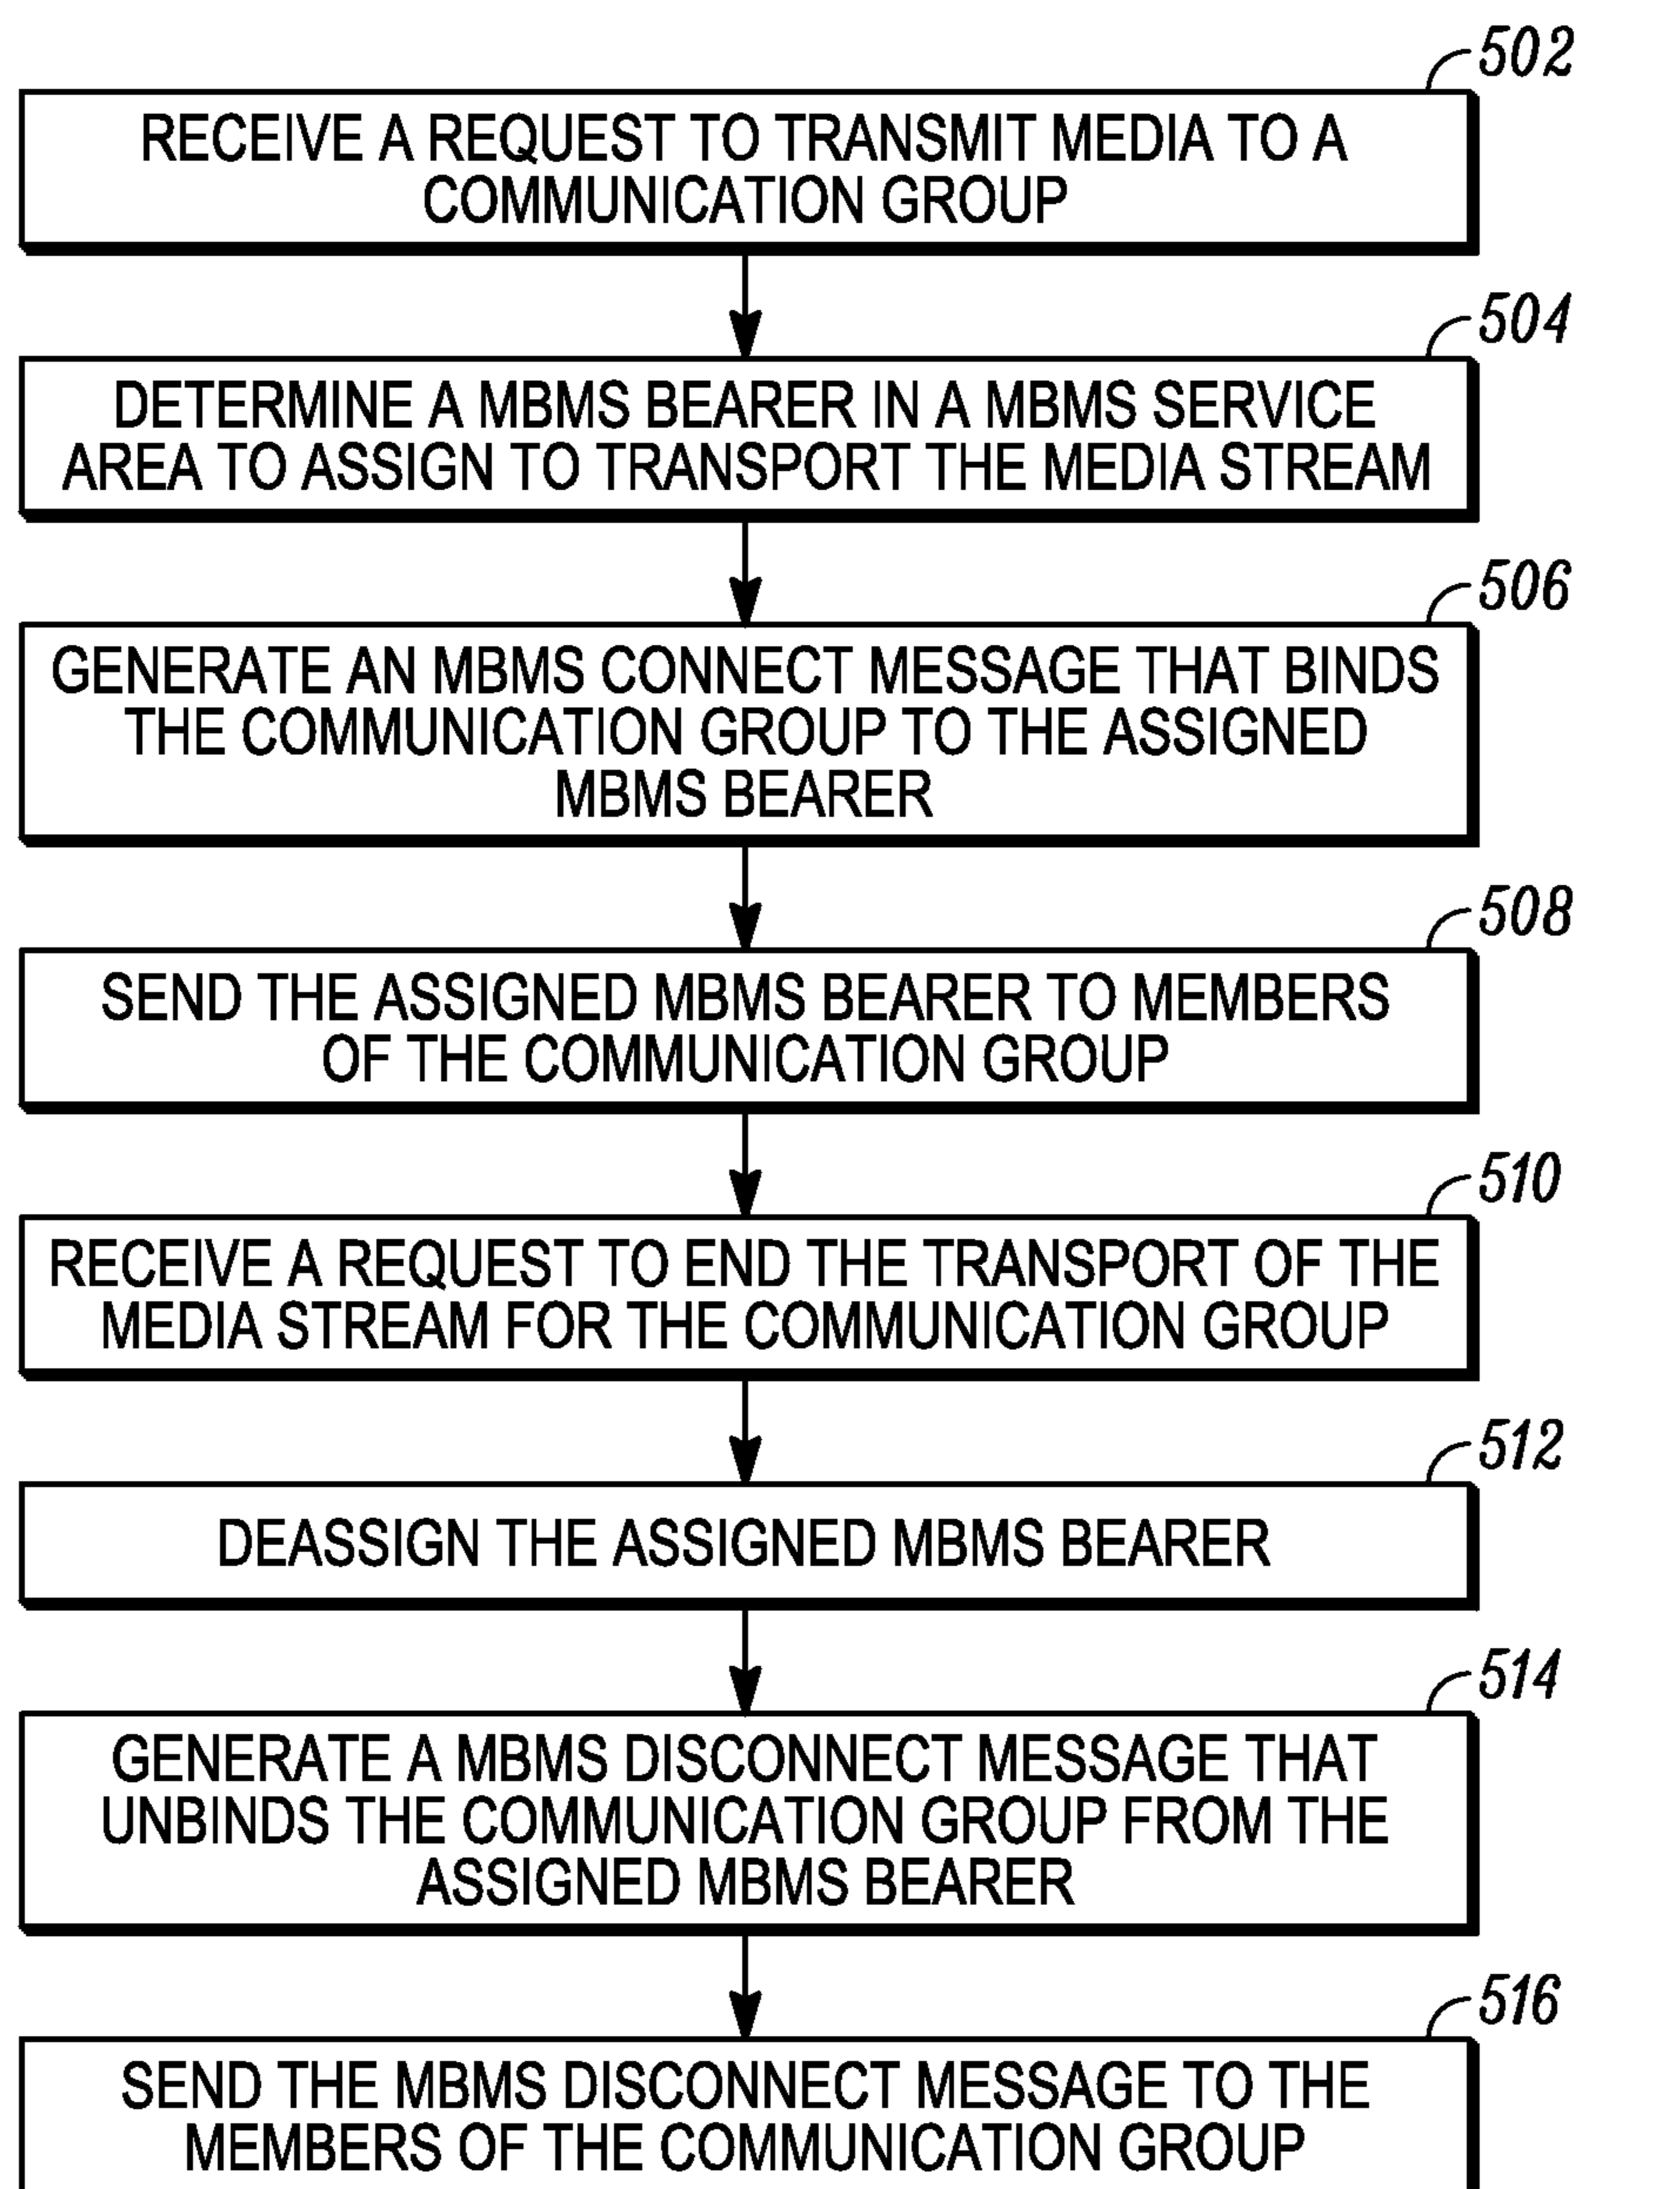 502
RECEIVE A REQUEST TO TRANSMIT MEDIA TO A
COMMUNICATION GROUP
504
DETERMINE A MBMS BEARER IN A MBMS SERVICE
AREA TO ASSIGN TO TRANSPORT THE MEDIA STREAM
506
GENERATE AN MBMS CONNECT MESSAGE THAT BINDS
THE COMMUNICATION GROUP TO THE ASSIGNED
MBMS BEARER
508
SEND THE ASSIGNED MBMS BEARER TO MEMBERS
OF THE COMMUNICATION GROUP
510
RECEIVE A REQUEST TO END THE TRANSPORT OF THE
MEDIA STREAM FOR THE COMMUNICATION GROUP
512
DEASSIGN THE ASSIGNED MBMS BEARER
514
GENERATE A MBMS DISCONNECT MESSAGE THAT
UNBINDS THE COMMUNICATION GROUP FROM THE
ASSIGNED MBMS BEARER
516
SEND THE MBMS DISCONNECT MESSAGE TO THE
MEMBERS OF THE COMMUNICATION GROUP